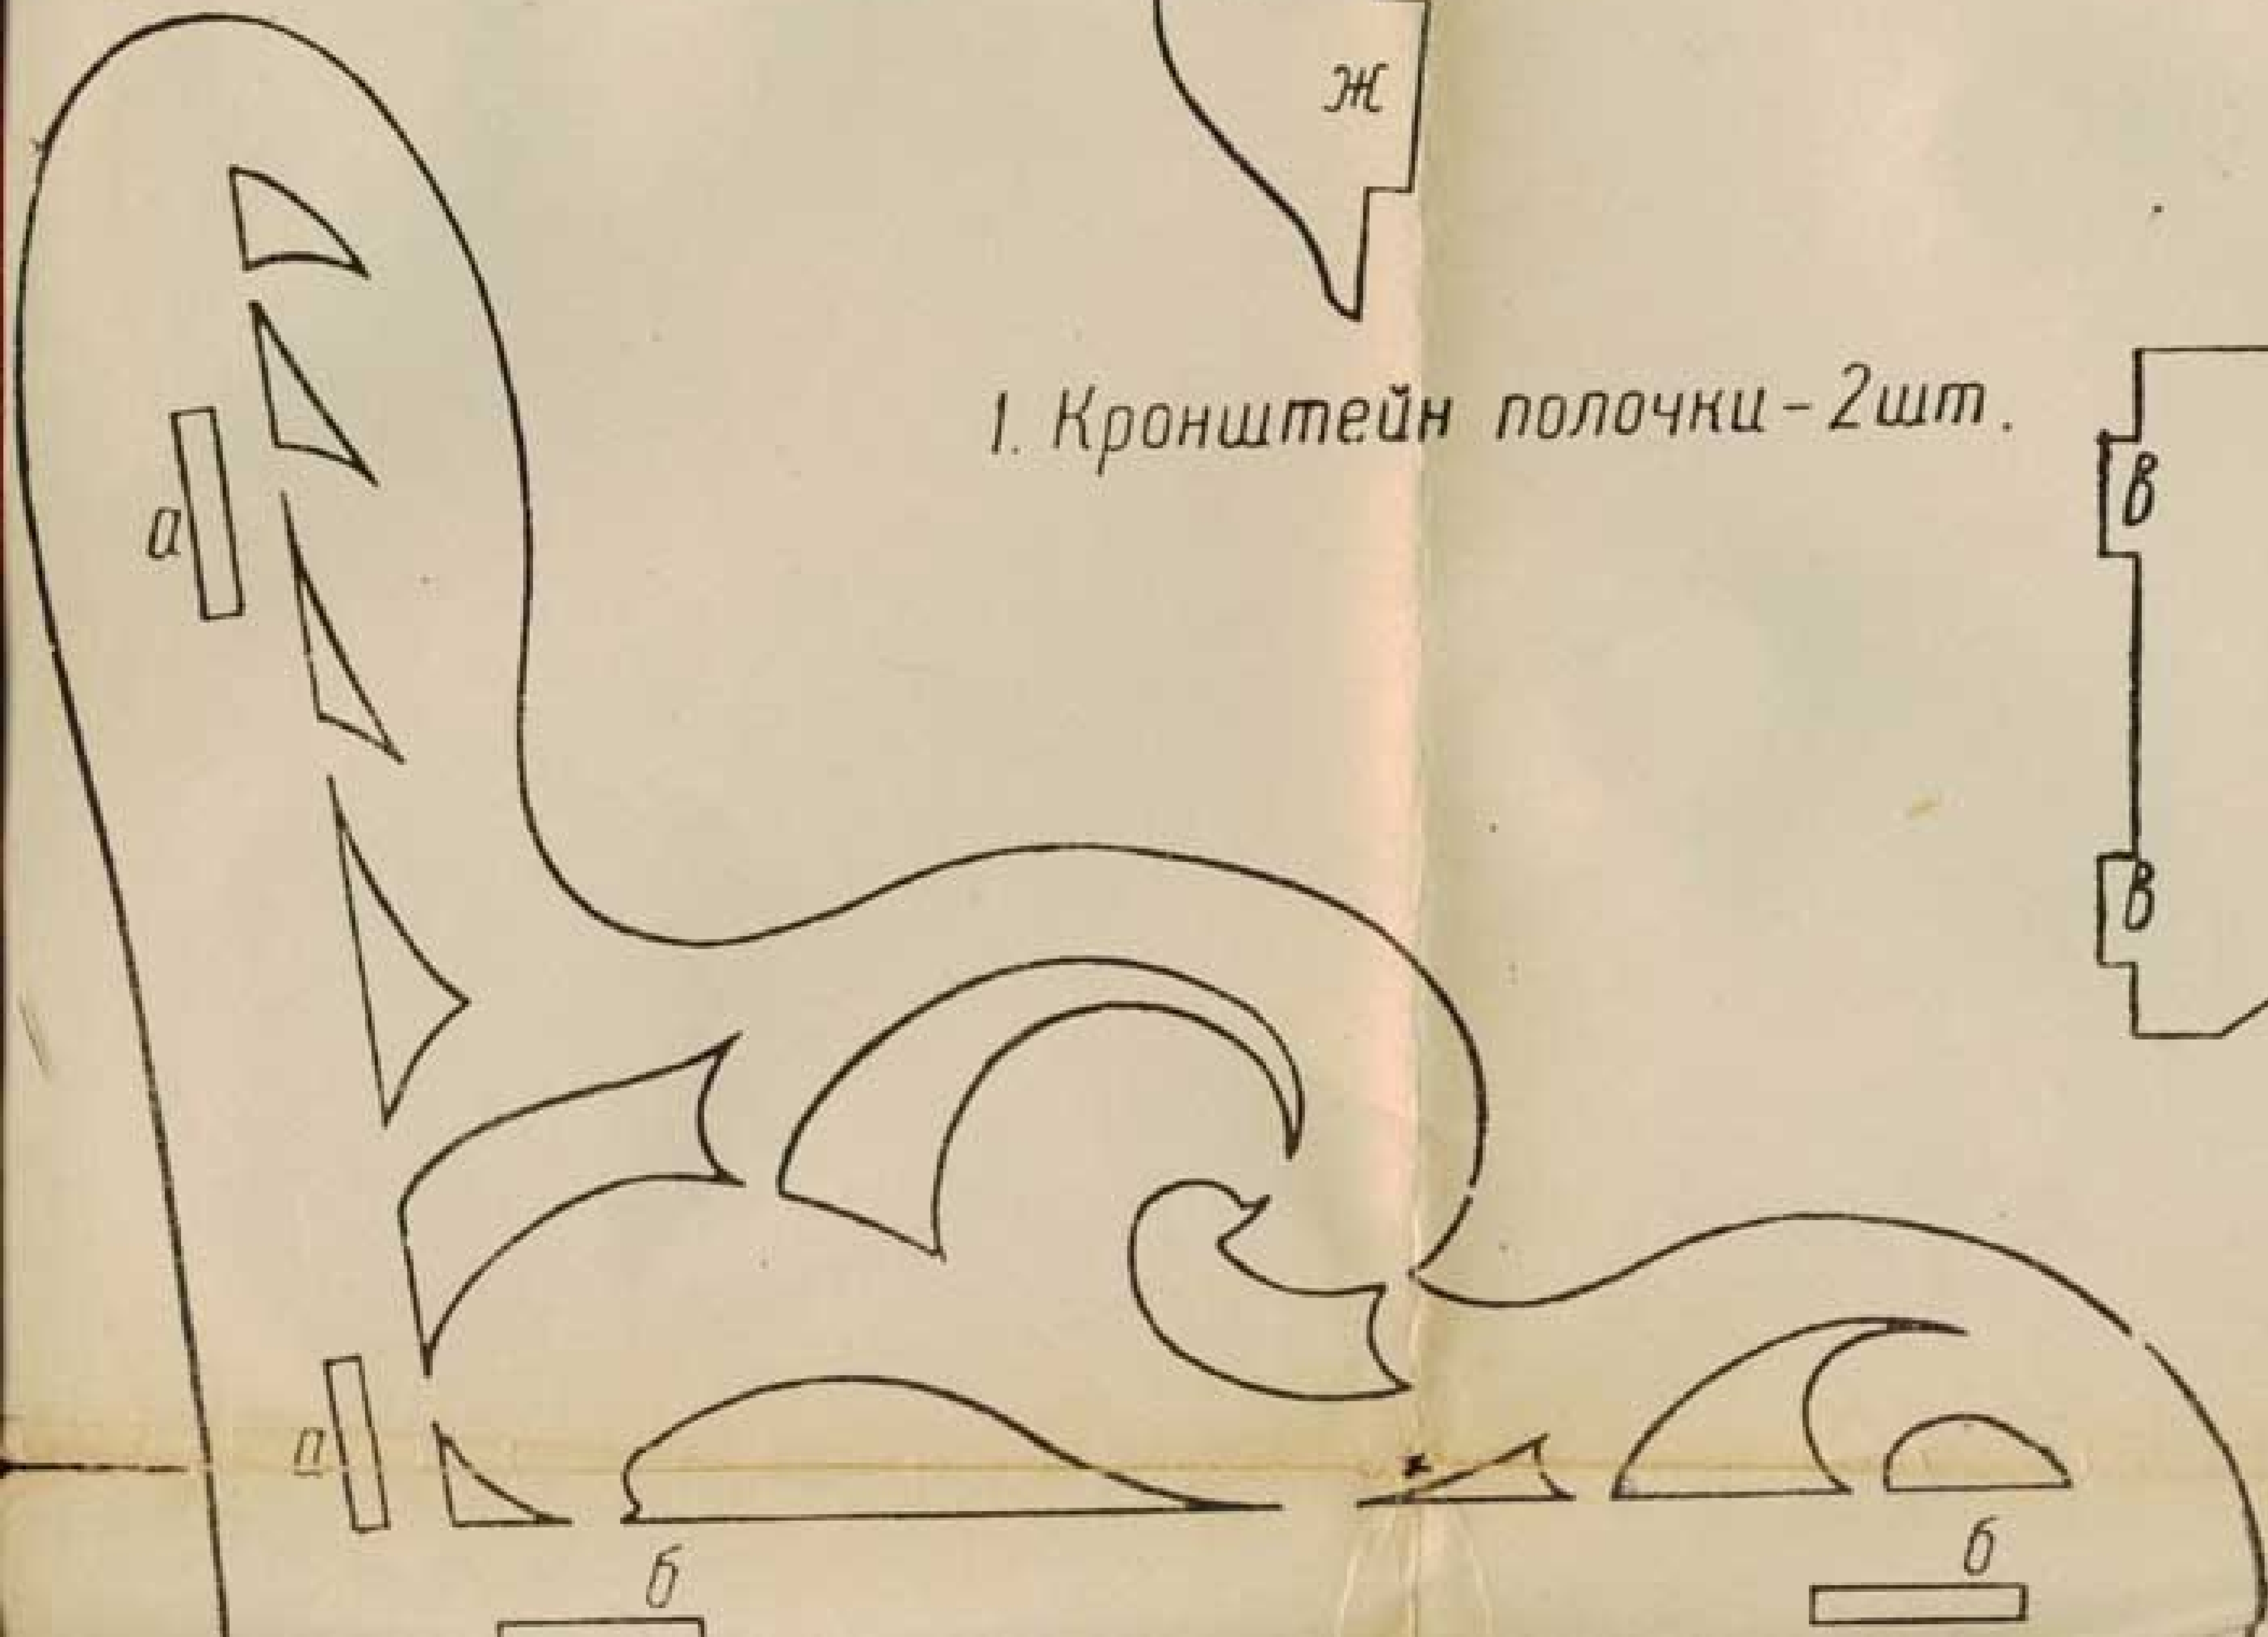 ж
1. Кронштейн полочки – 2шт.
в
а
в
а
б
б